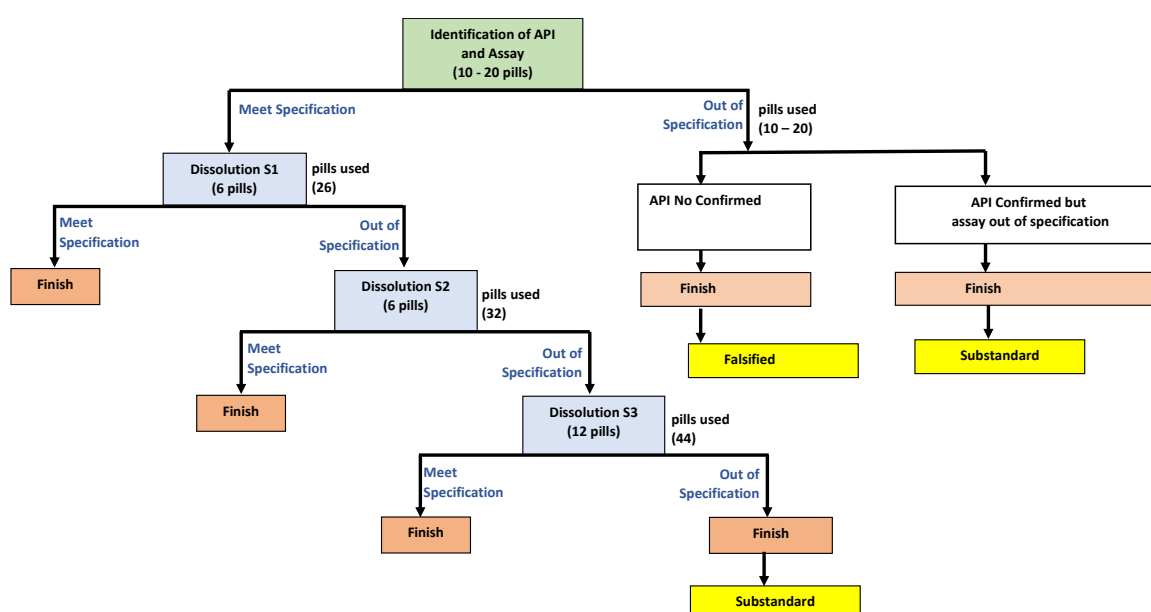 Identification of API
and Assay
(10 - 20 pills)
Meet Specification
Out of
Specification
pills used
(10 – 20)
Dissolution S1
(6 pills)
pills used
(26)
API No Confirmed
API Confirmed but
assay out of specification
Meet
Specification
Out of
Specification
Finish
Dissolution S2
(6 pills)
pills used
(32)
Finish
Finish
Meet
Specification
Out of
Specification
Falsified
Substandard
Finish
Dissolution S3
(12 pills)
pills used
(44)
Meet
Specification
Out of
Specification
Finish
Finish
Substandard